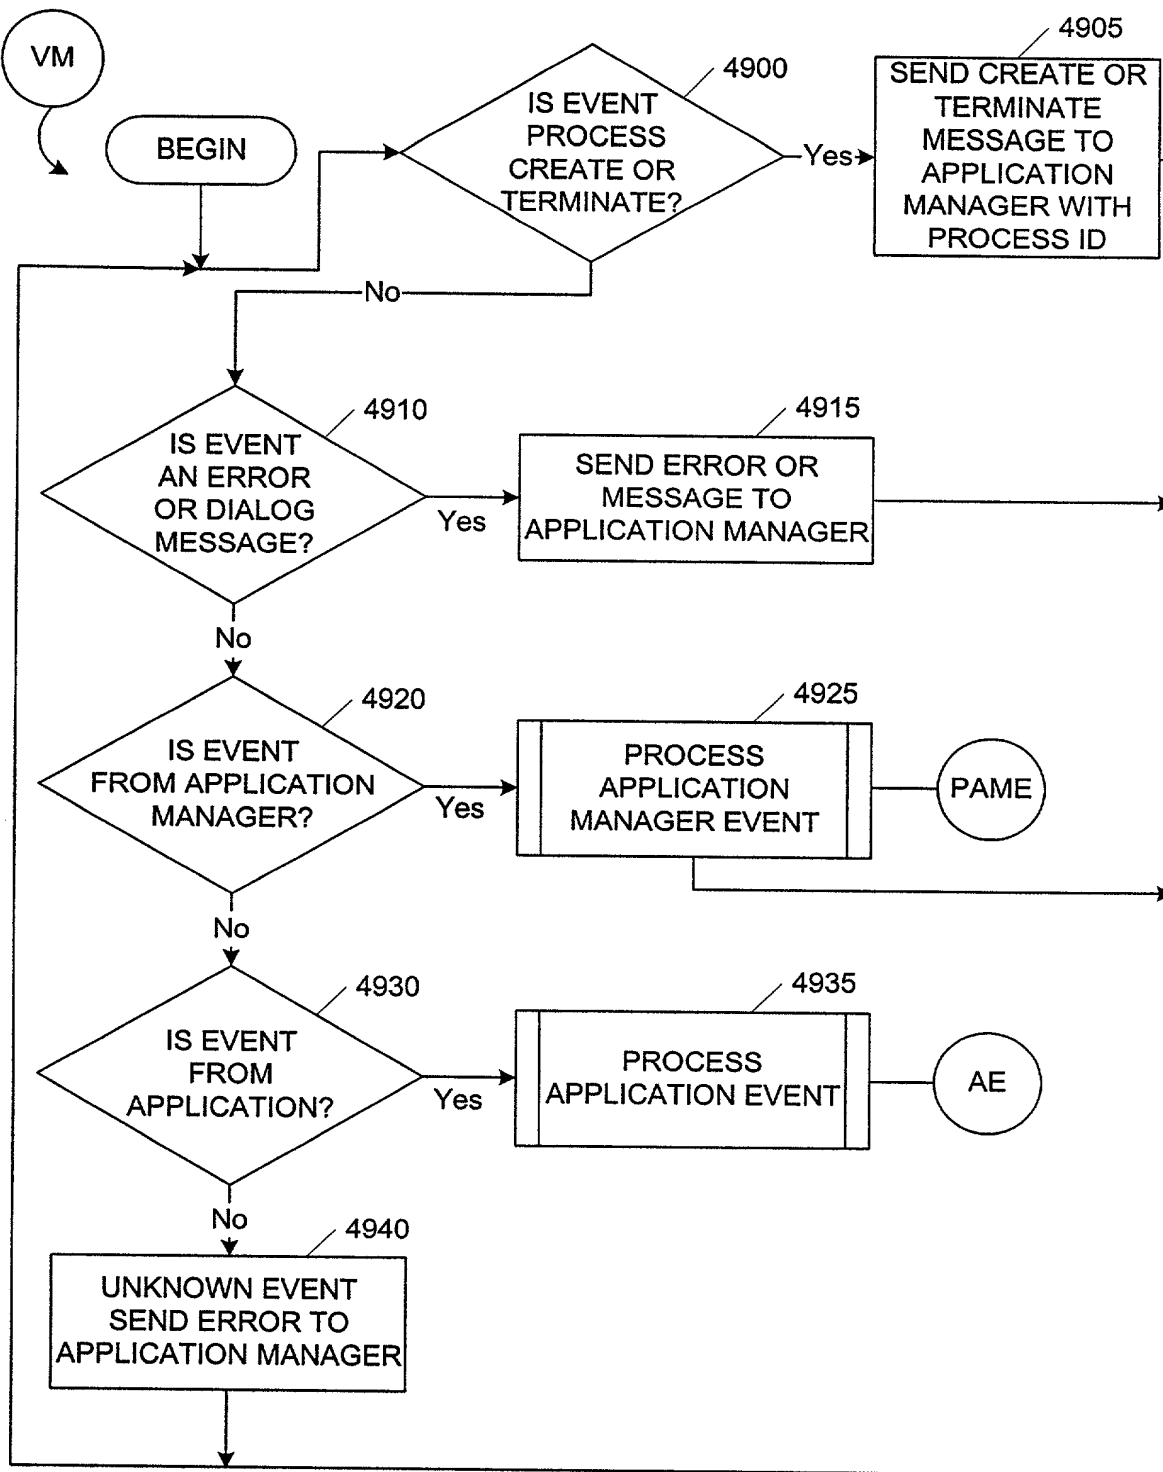 VM
BEGIN
4900
IS EVENT
PROCESS
CREATE OR
TERMINATE?
Yes
4905
SEND CREATE OR
TERMINATE
MESSAGE TO
APPLICATION
MANAGER WITH
PROCESS ID
No
4910
IS EVENT
AN ERROR
OR DIALOG
MESSAGE?
Yes
4915
SEND ERROR OR
MESSAGE TO
APPLICATION MANAGER
No
4920
IS EVENT
FROM APPLICATION
MANAGER?
Yes
4925
PROCESS
APPLICATION
MANAGER EVENT
PAME
No
4930
IS EVENT
FROM
APPLICATION?
Yes
4935
PROCESS
APPLICATION EVENT
AE
No
4940
UNKNOWN EVENT
SEND ERROR TO
APPLICATION MANAGER